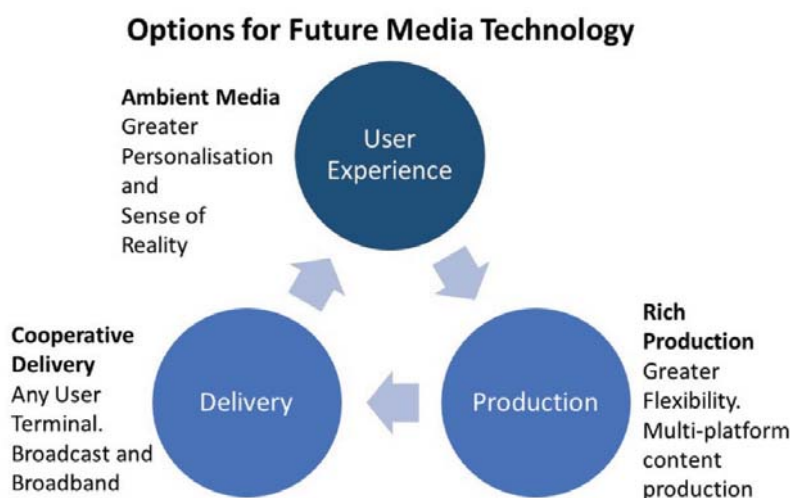 Options for Future Media Technology
Ambient Media
Greater
Personalisation
and
Sense of
Reality
User
Experience
Cooperative
Delivery
Any User
Terminal.
Broadcast and
Broadband
Delivery
Production
Rich
Production
Greater
Flexibility.
Multi-platform
content
production